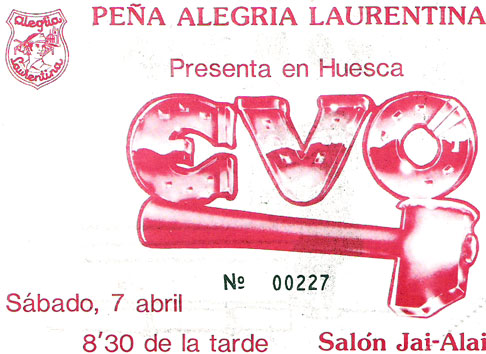 PEÑA ALEGRIA LAURENTINA
Alegria
Laurentina
Presenta en Huesca
EVO
Nº 00227
Sábado, 7 abril
8'30 de la tarde
Salón Jai-Alai